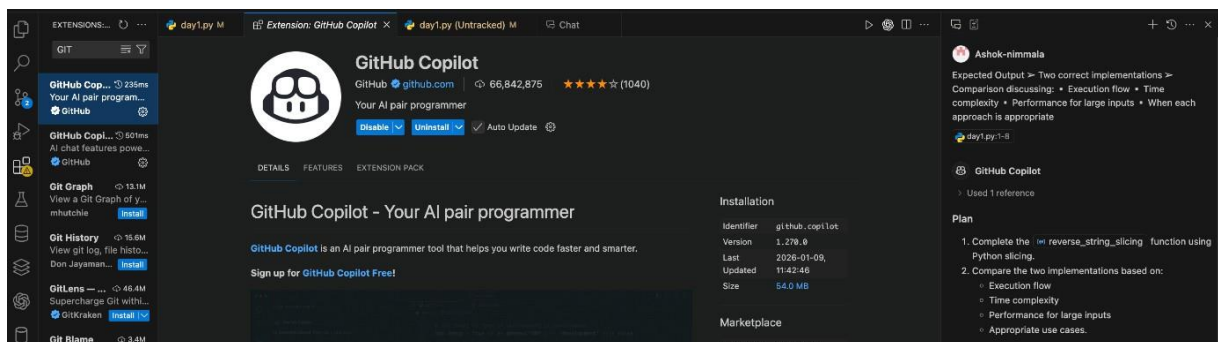 EXTENSIONS:...
GIT
GitHub Cop... 235ms
Your AI pair program...
GitHub
GitHub Copi... 501ms
AI chat features powe...
GitHub
Git Graph 13.1M
View a Git Graph of y...
mhutchie Install
Git History 15.6M
View git log, file histo...
Don Jayaman... Install
GitLens — ... 46.4M
Supercharge Git withi...
GitKraken Install
Git Blame 3.4M
2
day1.py M
Extension: GitHub Copilot
day1.py (Untracked) M
Chat
GitHub Copilot
GitHub github.com 66,842,875 (1040)
Your AI pair programmer
Disable Uninstall Auto Update
DETAILS FEATURES EXTENSION PACK
GitHub Copilot - Your AI pair programmer
GitHub Copilot is an AI pair programmer tool that helps you write code faster and smarter.
Sign up for GitHub Copilot Free!
Installation
Identifier github.copilot
Version 1.270.0
Last Updated 2026-01-09, 11:42:46
Size 54.0 MB
Marketplace
Ashok-nimmala
Expected Output ➢ Two correct implementations ➢
Comparison discussing: • Execution flow • Time
complexity • Performance for large inputs • When each
approach is appropriate
day1.py:1-8
GitHub Copilot
Used 1 reference
Plan
1. Complete the reverse_string_slicing function using
Python slicing.
2. Compare the two implementations based on:
Execution flow
Time complexity
Performance for large inputs
Appropriate use cases.